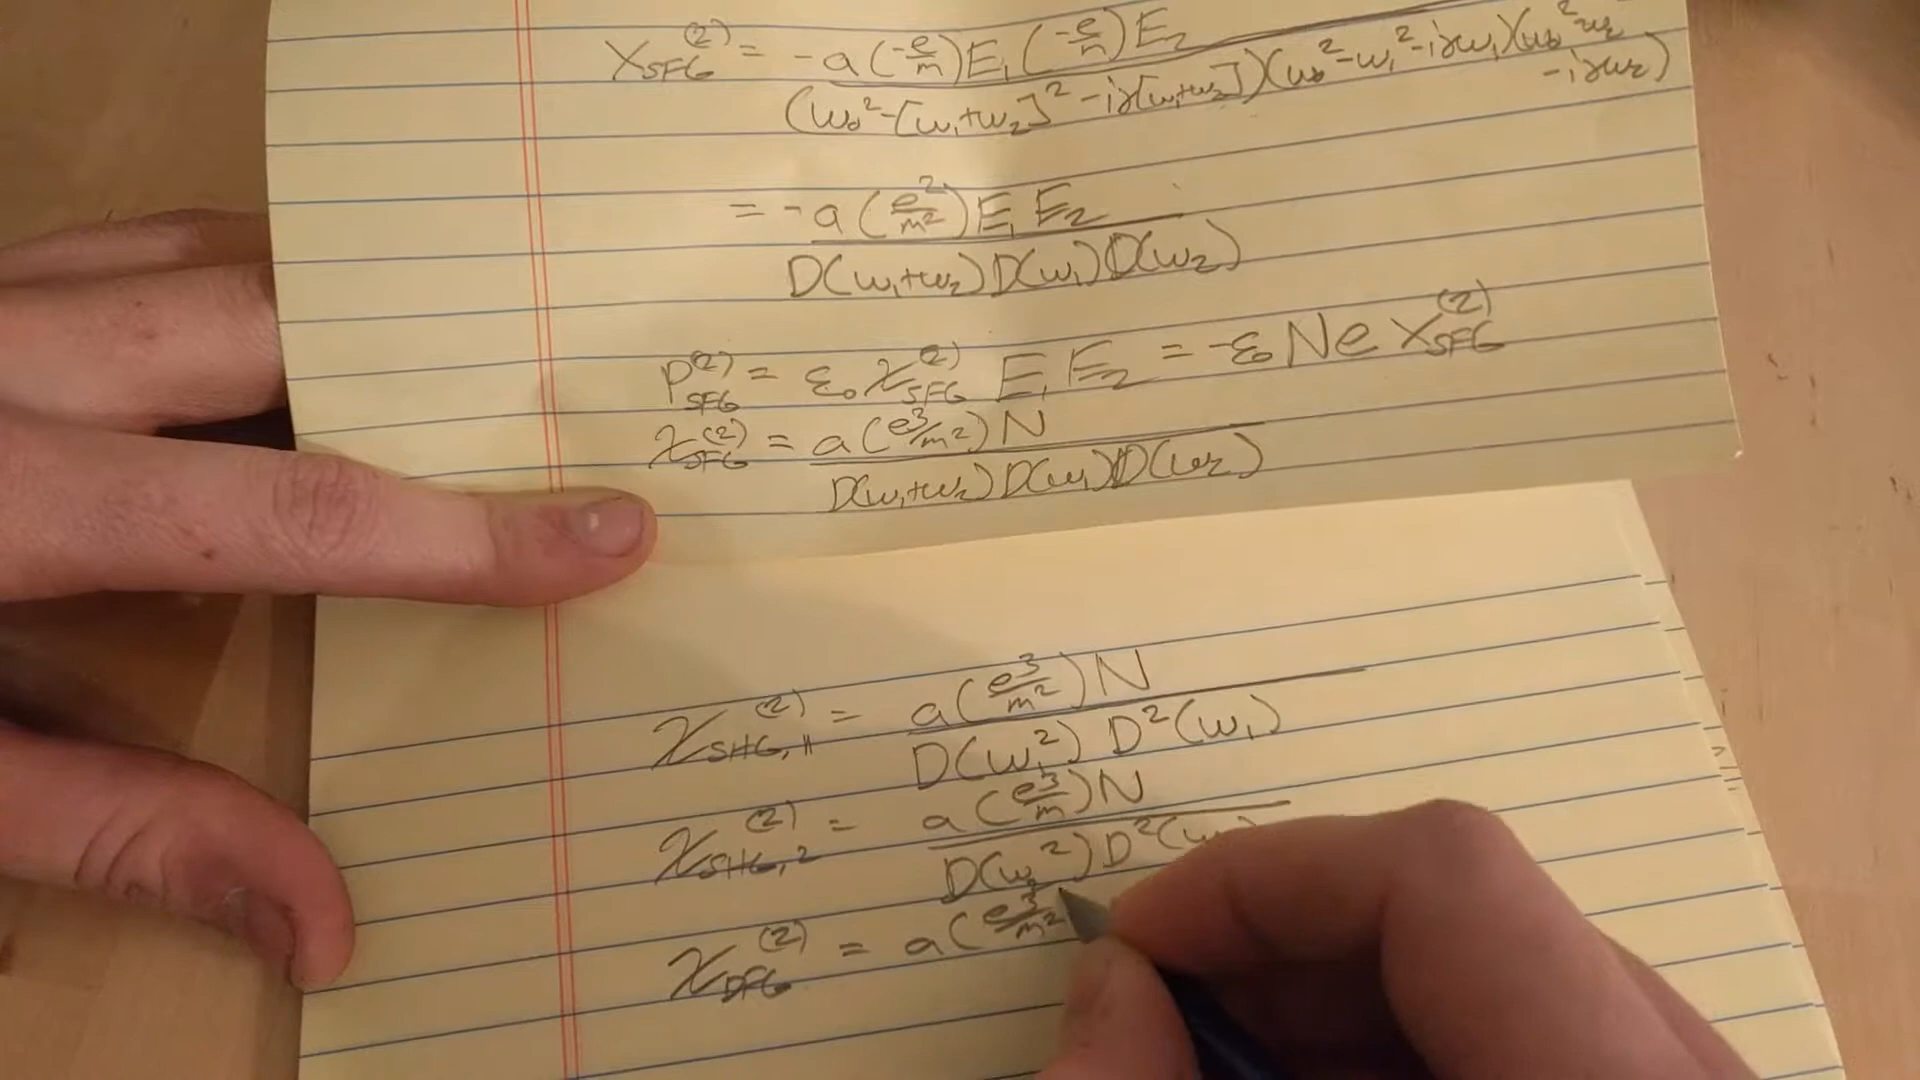 X_SFG^(2) = -a(-e/m)E₁(-e/m)E₂ / (ω₀²-[ω₁+ω₂]²-iγ[ω₁+ω₂])(ω₀²-ω₁²-iγω₁)(ω₀²-ω₂²-iγω₂)
= -a(e²/m²)E₁E₂ / D(ω₁+ω₂)D(ω₁)D(ω₂)
P_SFG^(2) = ε₀χ_SFG^(2) E₁E₂ = -ε₀NeX_SFG^(2)
χ_SFG^(2) = a(e³/m²)N / D(ω₁+ω₂)D(ω₁)D(ω₂)
χ_SHG,1^(2) = a(e³/m²)N / D(ω₁²) D²(ω₁)
χ_SHG,2^(2) = a(e³/m)N / D(ω₂²)D²(ω
χ_DFG^(2) = a(e³/m²